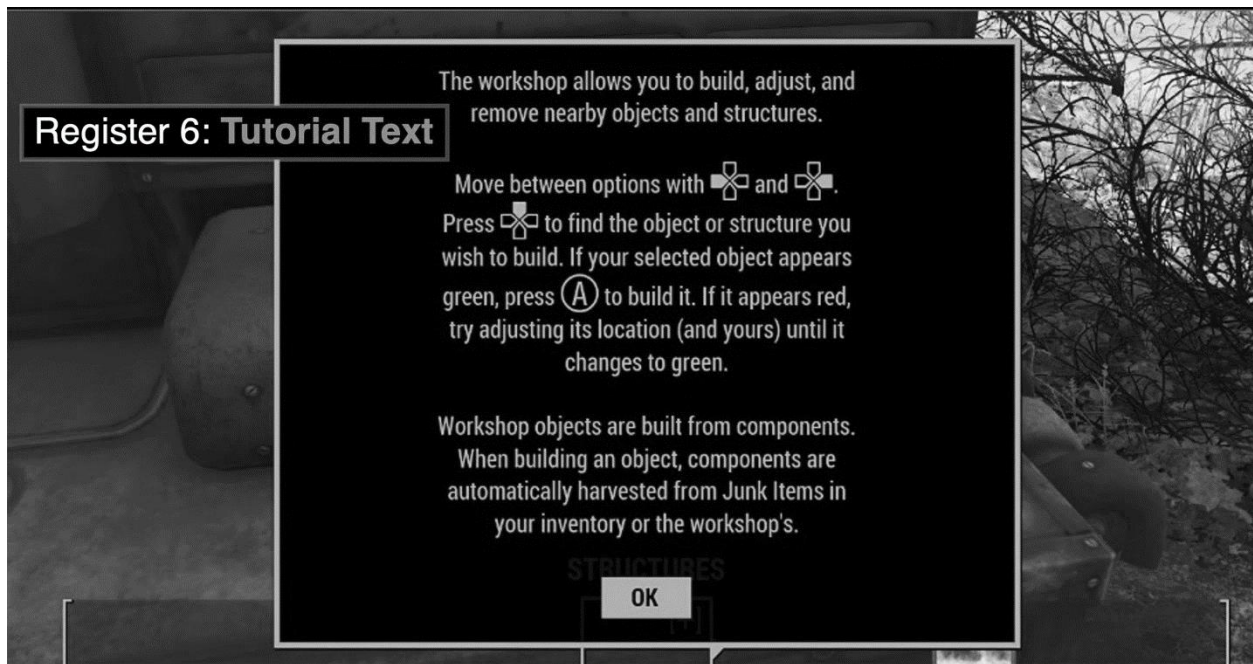 Register 6: Tutorial Text
The workshop allows you to build, adjust, and
remove nearby objects and structures.
Move between options with and .
Press to find the object or structure you
wish to build. If your selected object appears
green, press A to build it. If it appears red,
try adjusting its location (and yours) until it
changes to green.
Workshop objects are built from components.
When building an object, components are
automatically harvested from Junk Items in
your inventory or the workshop's.
STRUCTURES
OK